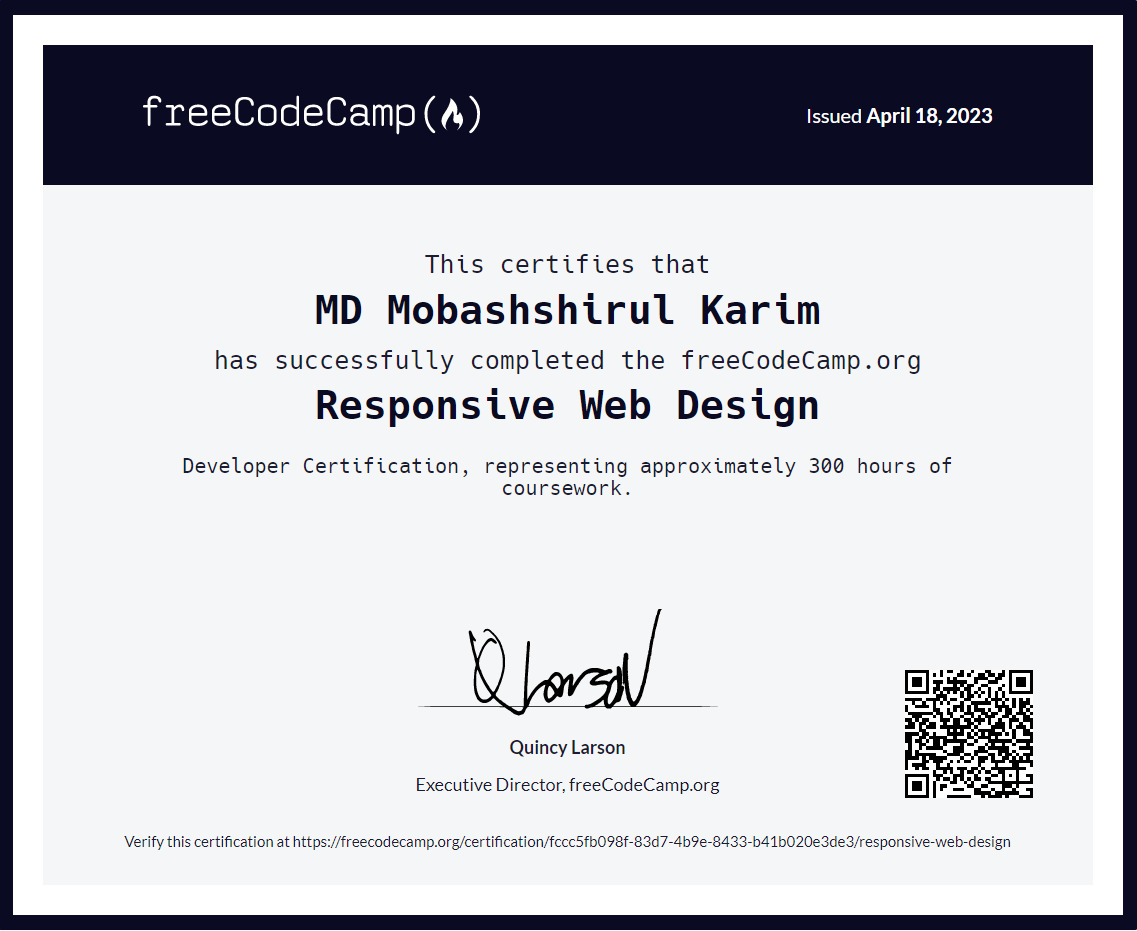 freeCodeCamp
Issued April 18, 2023
This certifies that
MD Mobashshirul Karim
has successfully completed the freeCodeCamp.org
Responsive Web Design
Developer Certification, representing approximately 300 hours of
coursework.
Q Larson
Quincy Larson
Executive Director, freeCodeCamp.org
Verify this certification at https://freecodecamp.org/certification/fccc5fb098f-83d7-4b9e-8433-b41b020e3de3/responsive-web-design